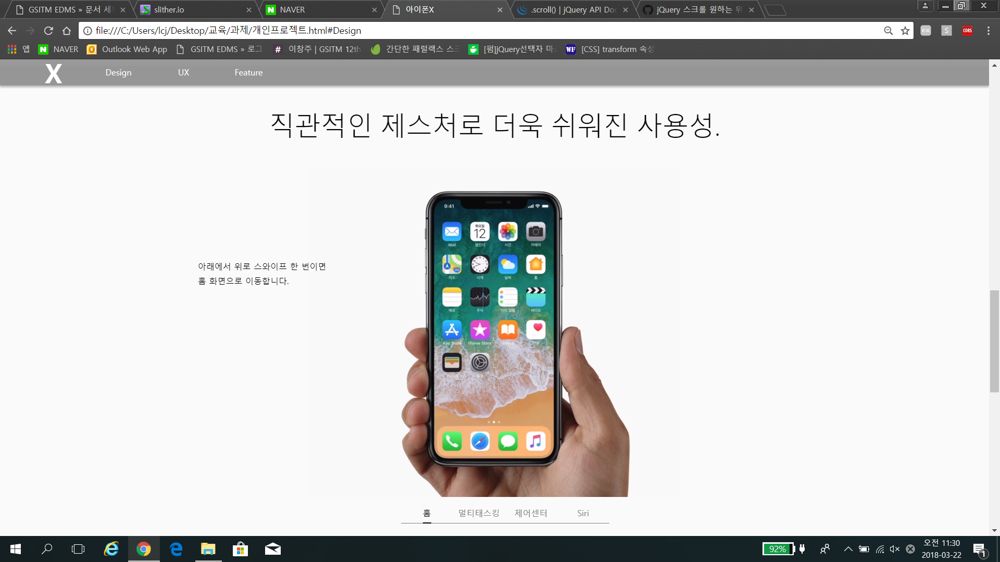 GSITM EDMS » 문서 세
slither.io
NAVER
아이폰X
.scroll() | jQuery API Doc
jQuery 스크롤 원하는 위
file:///C:/Users/lcj/Desktop/교육/과제/개인프로젝트.html#Design
EX
S
CORS
앱
NAVER
Outlook Web App
GSITM EDMS » 로그
이창주 | GSITM 12th
간단한 패럴랙스 스크
[펌]jQuery선택자 마스
WF
[CSS] transform 속성
X
Design
UX
Feature
직관적인 제스처로 더욱 쉬워진 사용성.
아래에서 위로 스와이프 한 번이면
홈 화면으로 이동합니다.
9:41
화요일
12
Mail
캘린더
사진
카메라
지도
시계
날씨
홈
메모
주식
미리 알림
비디오
App Store
iTunes Store
iBooks
건강
Wallet
설정
홈
멀티태스킹
제어센터
Siri
92%
오전 11:30
2018-03-22
1